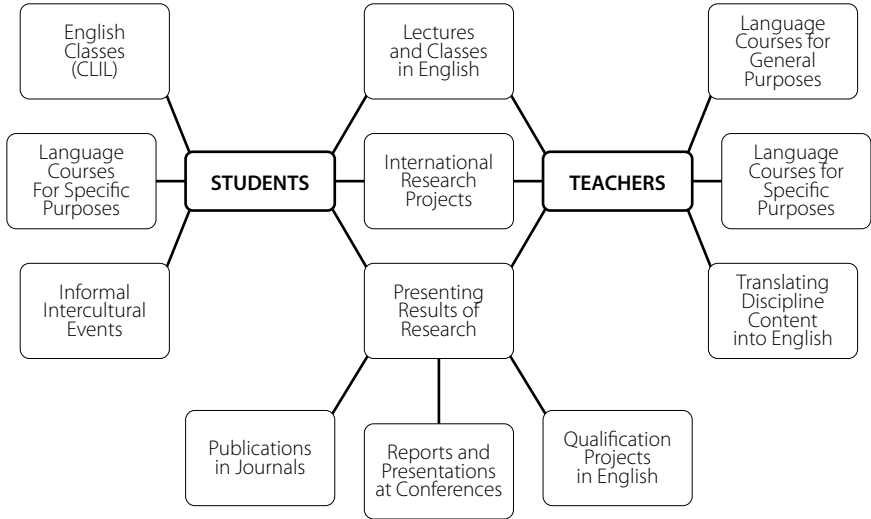 English
Classes
(CLIL)
Lectures
and Classes
in English
Language
Courses for
General
Purposes
Language
Courses
For Specific
Purposes
STUDENTS
International
Research
Projects
TEACHERS
Language
Courses for
Specific
Purposes
Informal
Intercultural
Events
Presenting
Results of
Research
Translating
Discipline
Content
into English
Publications
in Journals
Reports and
Presentations
at Conferences
Qualification
Projects
in English